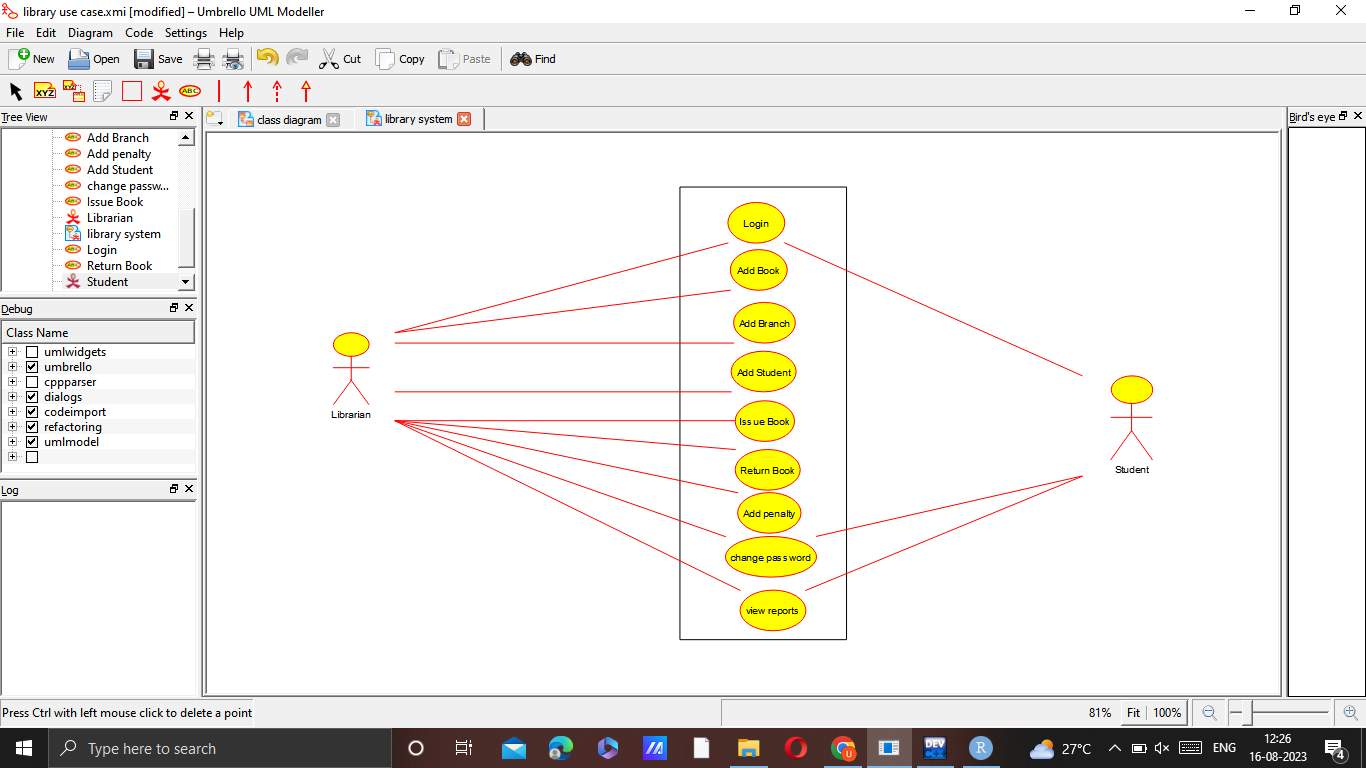 library use case.xmi [modified] – Umbrello UML Modeller
File Edit Diagram Code Settings Help
New Open Save Cut Copy Paste Find
XYZ XYZ ABC
Tree View
class diagram library system
Bird's eye
Add Branch
Add penalty
Add Student
change passw...
Issue Book
Librarian
library system
Login
Return Book
Student
Debug
Class Name
umlwidgets
umbrello
cppparser
dialogs
codeimport
refactoring
umlmodel
Log
Login
Add Book
Add Branch
Add Student
Issue Book
Return Book
Add penalty
change password
view reports
Librarian
Student
Press Ctrl with left mouse click to delete a point
81% Fit 100%
Type here to search
DEV
R
27°C
ENG
12:26
16-08-2023
4